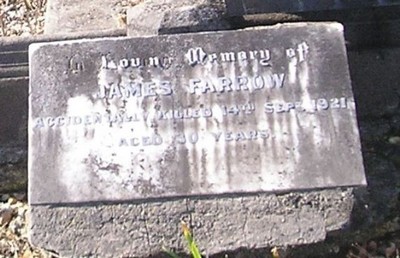 In Loving Memory of
JAMES FARROW
ACCIDENTALLY KILLED 14TH SEPT. 1921
AGED 30 YEARS.